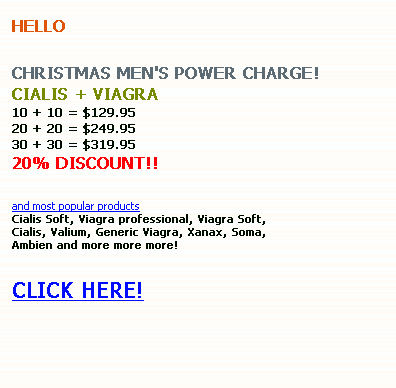 HELLO
CHRISTMAS MEN'S POWER CHARGE!
CIALIS + VIAGRA
10 + 10 = $129.95
20 + 20 = $249.95
30 + 30 = $319.95
20% DISCOUNT!!
and most popular products
Cialis Soft, Viagra professional, Viagra Soft,
Cialis, Valium, Generic Viagra, Xanax, Soma,
Ambien and more more more!
CLICK HERE!